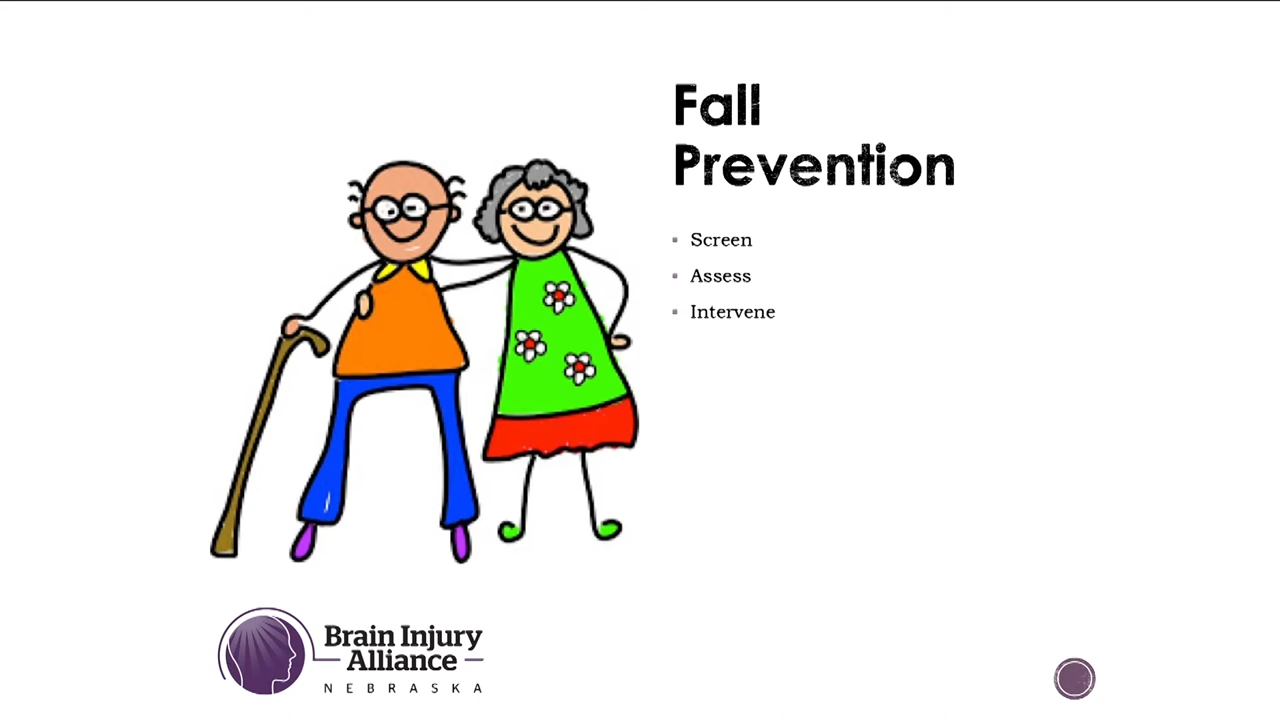 Fall
Prevention
Screen
Assess
Intervene
Brain Injury
Alliance
NEBRASKA